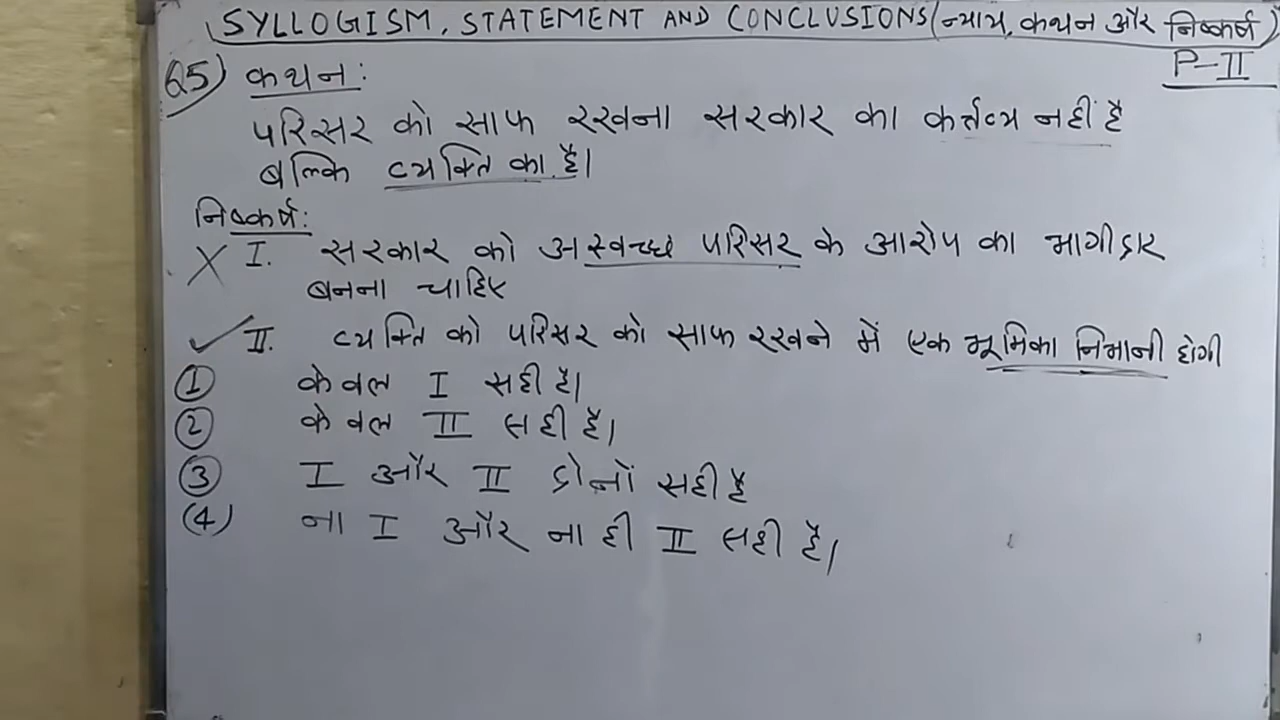 SYLLOGISM, STATEMENT AND CONCLUSIONS (न्याय, कथन और निष्कर्ष)
P-II
Q5) कथन:
परिसर को साफ रखना सरकार का कर्त्तव्य नहीं है
बल्कि व्यक्ति का है।
निष्कर्ष:
X I. सरकार को अस्वच्छ परिसर के आरोप का भागीदार
बनना चाहिए
✓ II. व्यक्ति को परिसर को साफ रखने में एक भूमिका निभानी होगी
① केवल I सही है।
② केवल II सही है।
③ I और II दोनों सही है
(4) ना I और ना ही II सही है।